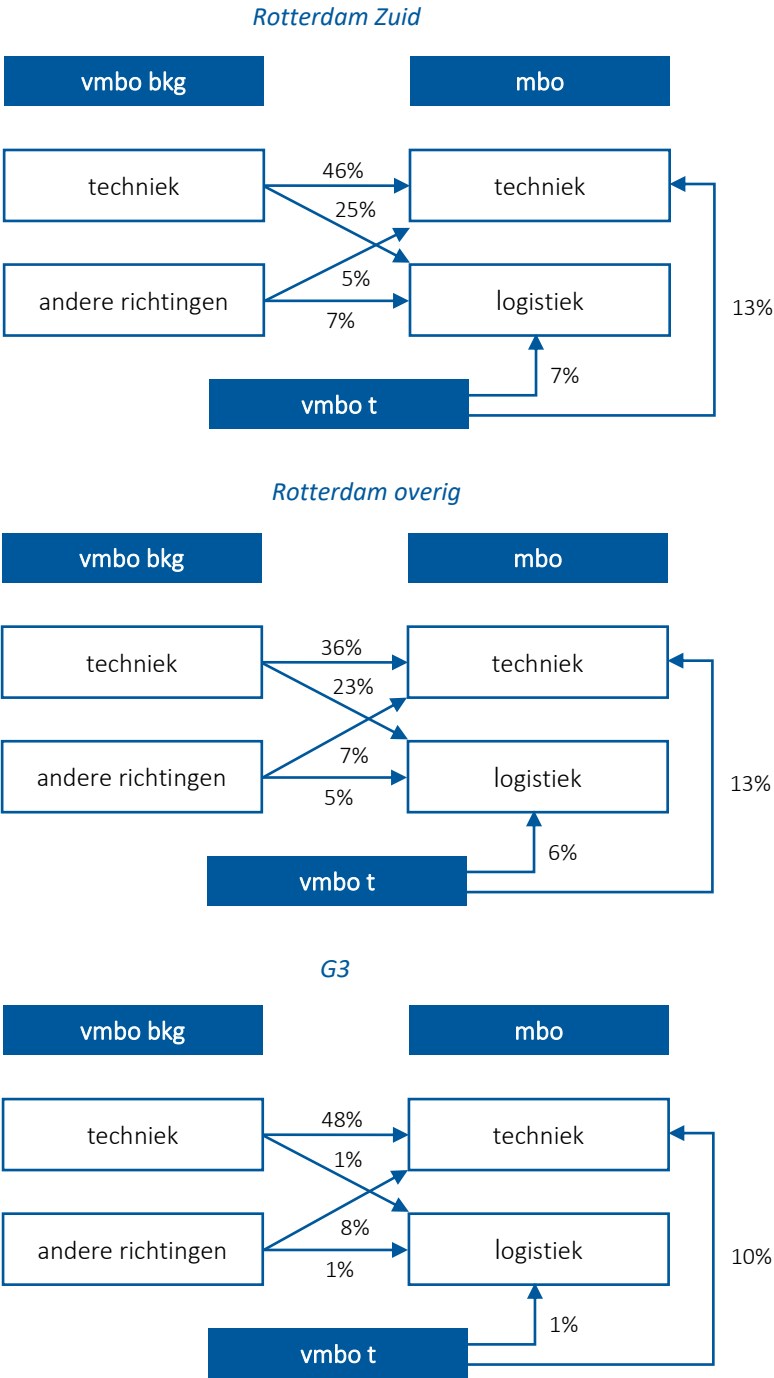 Rotterdam Zuid
vmbo bkg
mbo
techniek
46%
techniek
25%
andere richtingen
5%
7%
logistiek
13%
7%
vmbo t
Rotterdam overig
vmbo bkg
mbo
techniek
36%
techniek
23%
andere richtingen
7%
5%
logistiek
13%
6%
vmbo t
G3
vmbo bkg
mbo
techniek
48%
techniek
1%
andere richtingen
8%
1%
logistiek
10%
1%
vmbo t